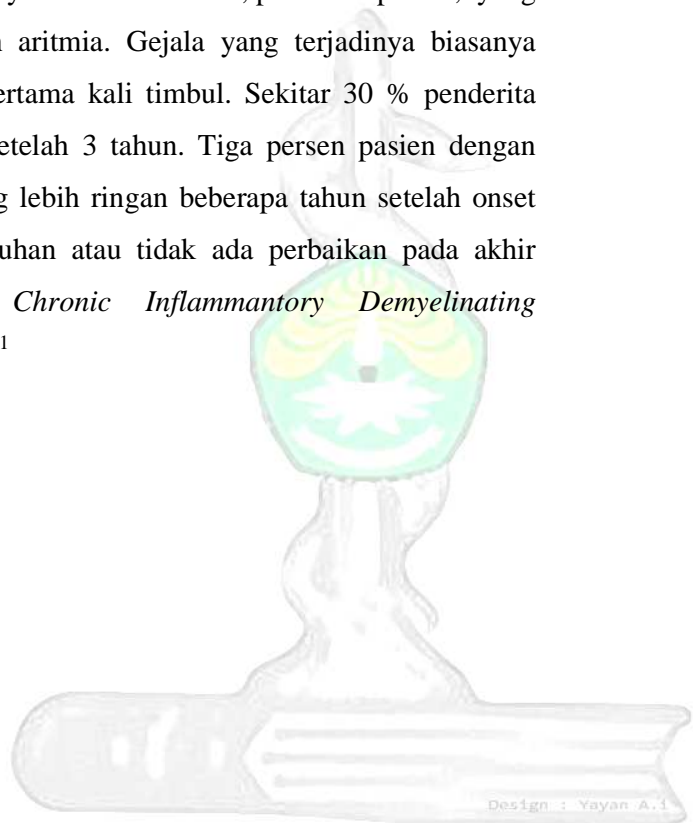 aritmia. Gejala yang terjadinya biasanya
ertama kali timbul. Sekitar 30 % penderita
etelah 3 tahun. Tiga persen pasien dengan
g lebih ringan beberapa tahun setelah onset
uhan atau tidak ada perbaikan pada akhir
Chronic Inflammantory Demyelinating
1
Design : Yayan A.i